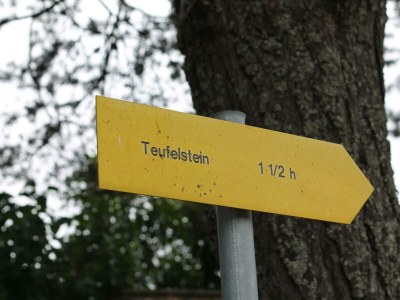 Teufelstein 1 1/2 h